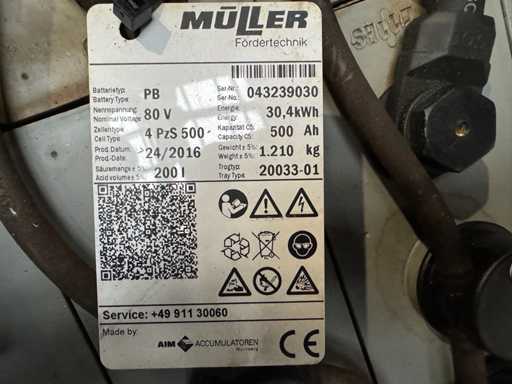 MÜLLER
Fördertechnik
Batterietyp PB Ser-Nr.: 043239030
Battery Type: Ser-No.:
Nennspannung: 80 V Energie: 30,4kWh
Nominal Voltage: Energy:
Zellentype: 4 PzS 500 Kapazität C5: 500 Ah
Cell Type: Capacity C5:
Prod. Datum: 24/2016 Gewicht ± 5%: 1.210 kg
Prod.-Date: Weight ± 5%:
Säuremenge ± 5% 200 l Trogtyp: 20033-01
Acid volume ± 5% Tray Type:
Service: +49 911 30060
Made by:
AIM ACCUMULATOREN
Nürnberg
CE